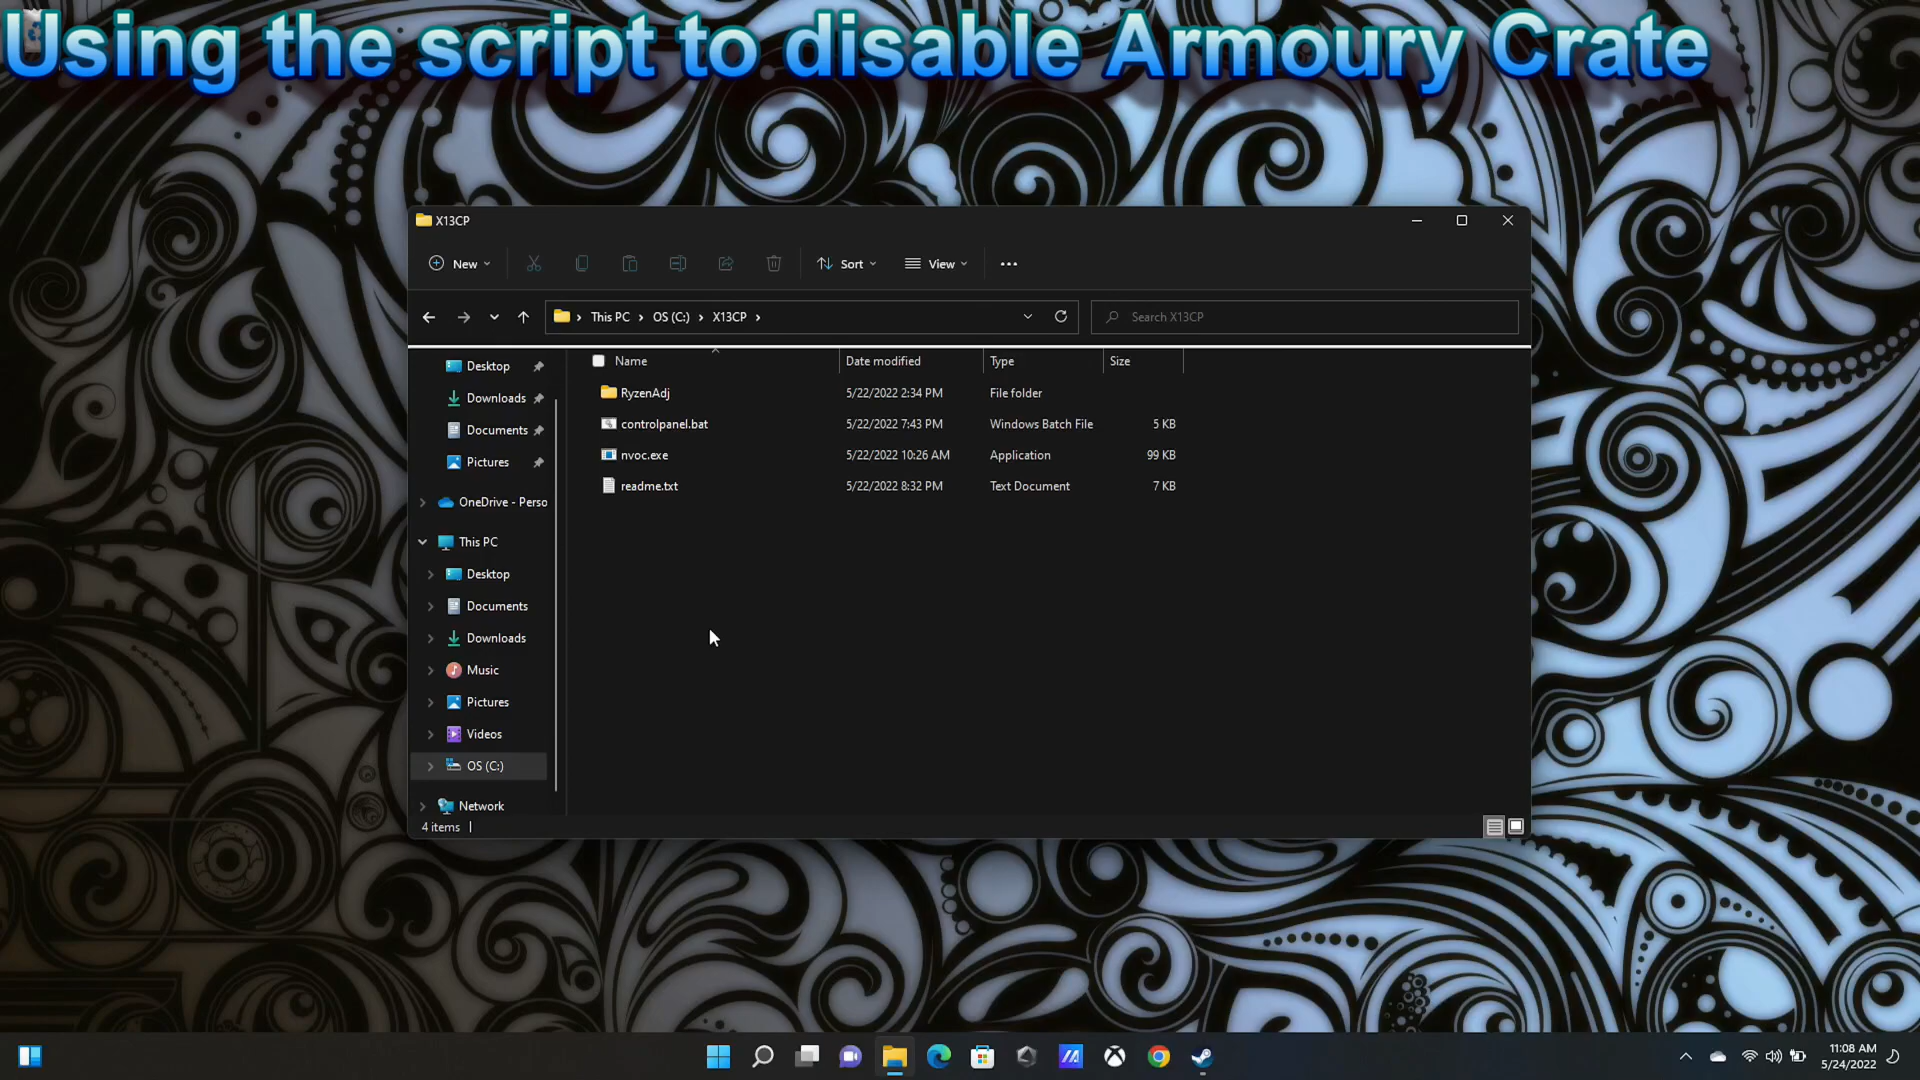 Using the script to disable Armoury Crate
X13CP
New
Sort
View
This PC
OS (C:)
X13CP
Search X13CP
Name
Date modified
Type
Size
RyzenAdj
5/22/2022 2:34 PM
File folder
controlpanel.bat
5/22/2022 7:43 PM
Windows Batch File
5 KB
nvoc.exe
5/22/2022 10:26 AM
Application
99 KB
readme.txt
5/22/2022 8:32 PM
Text Document
7 KB
Desktop
Downloads
Documents
Pictures
OneDrive - Perso
This PC
Desktop
Documents
Downloads
Music
Pictures
Videos
OS (C:)
Network
4 items
11:08 AM
5/24/2022